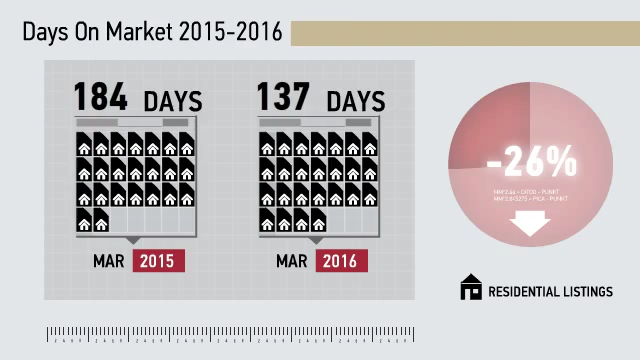 Days On Market 2015-2016
184 DAYS
137 DAYS
-26%
MAR 2015
MAR 2016
RESIDENTIAL LISTINGS